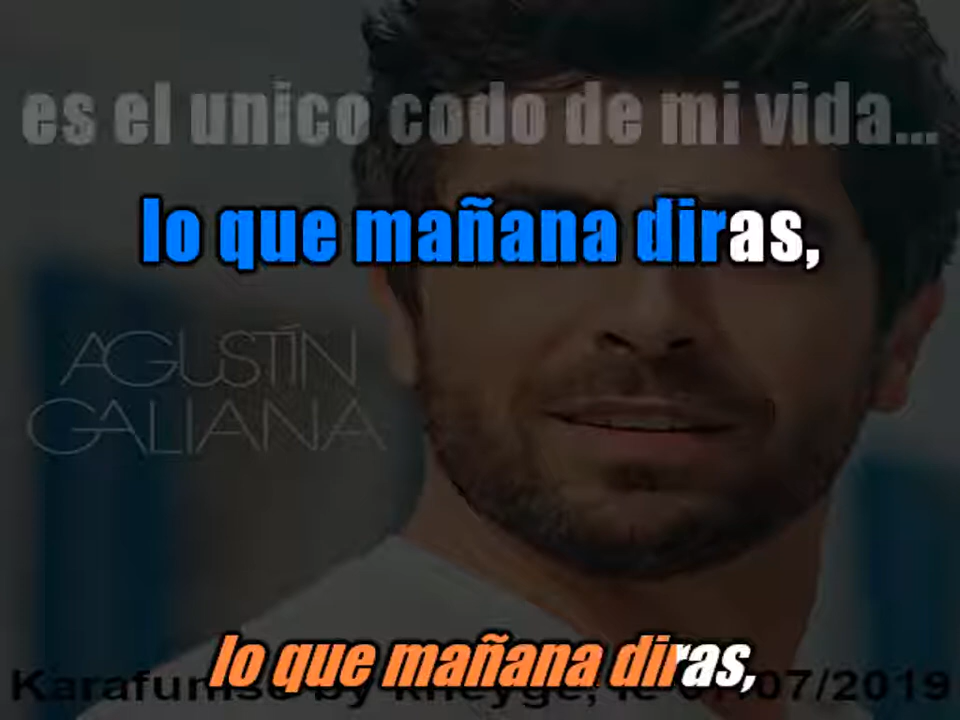 es el unico codo de mi vida...
lo que mañana diras,
AGUSTÍN
GALIANA
lo que mañana diras,
Karafun by /07/2019